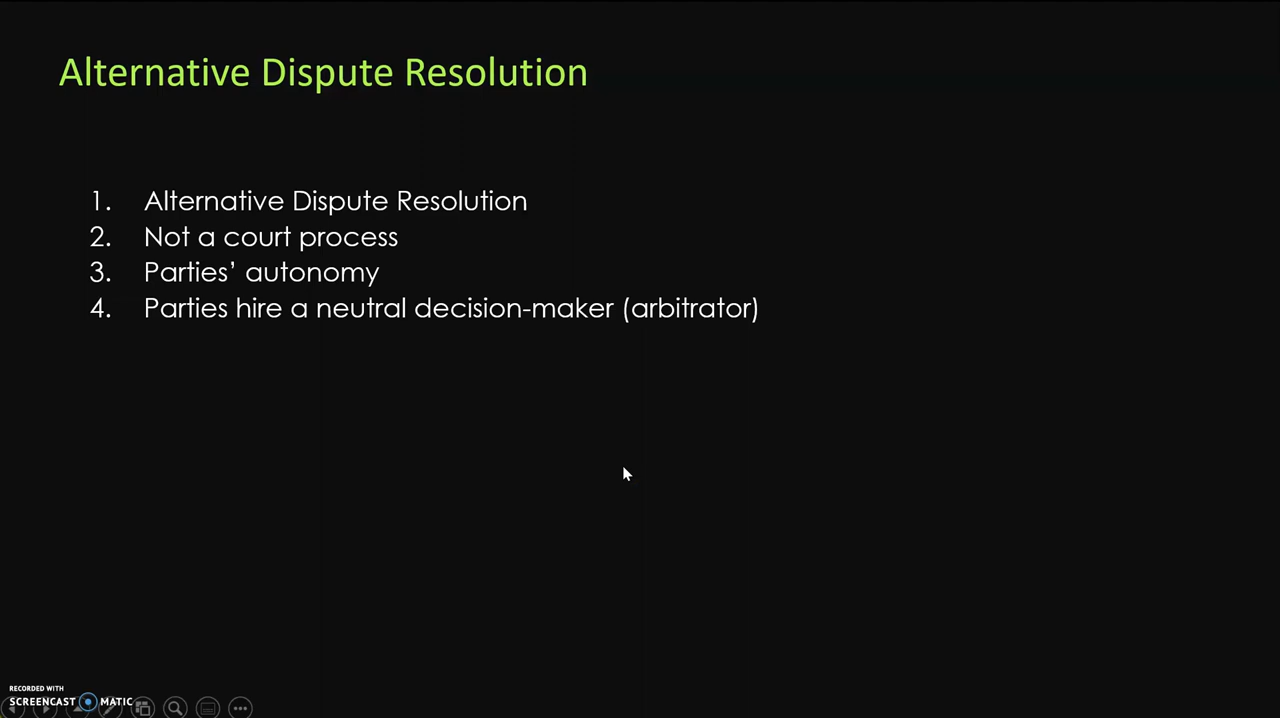 Alternative Dispute Resolution
1. Alternative Dispute Resolution
2. Not a court process
3. Parties’ autonomy
4. Parties hire a neutral decision-maker (arbitrator)
RECORDED WITH
SCREENCAST MATIC